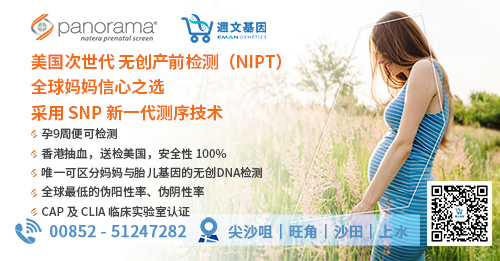 panorama®
natera prenatal screen
週文基因
EMAN GENETICS
美国次世代 无创产前检测（NIPT）
全球妈妈信心之选
采用 SNP 新一代测序技术
孕9周便可检测
香港抽血，送检美国，安全性 100%
唯一可区分妈妈与胎儿基因的无创DNA检测
全球最低的伪阳性率、伪阴性率
CAP 及 CLIA 临床实验室认证
00852 - 51247282
尖沙咀｜旺角｜沙田｜上水